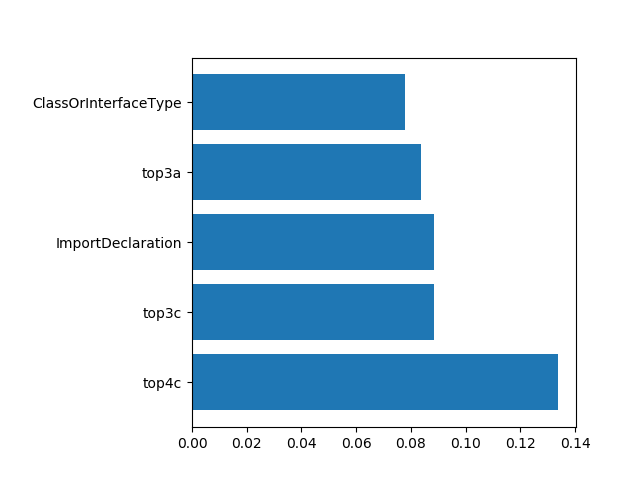 ClassOrInterfaceType
top3a
ImportDeclaration
top3c
top4c
0.00 0.02 0.04 0.06 0.08 0.10 0.12 0.14